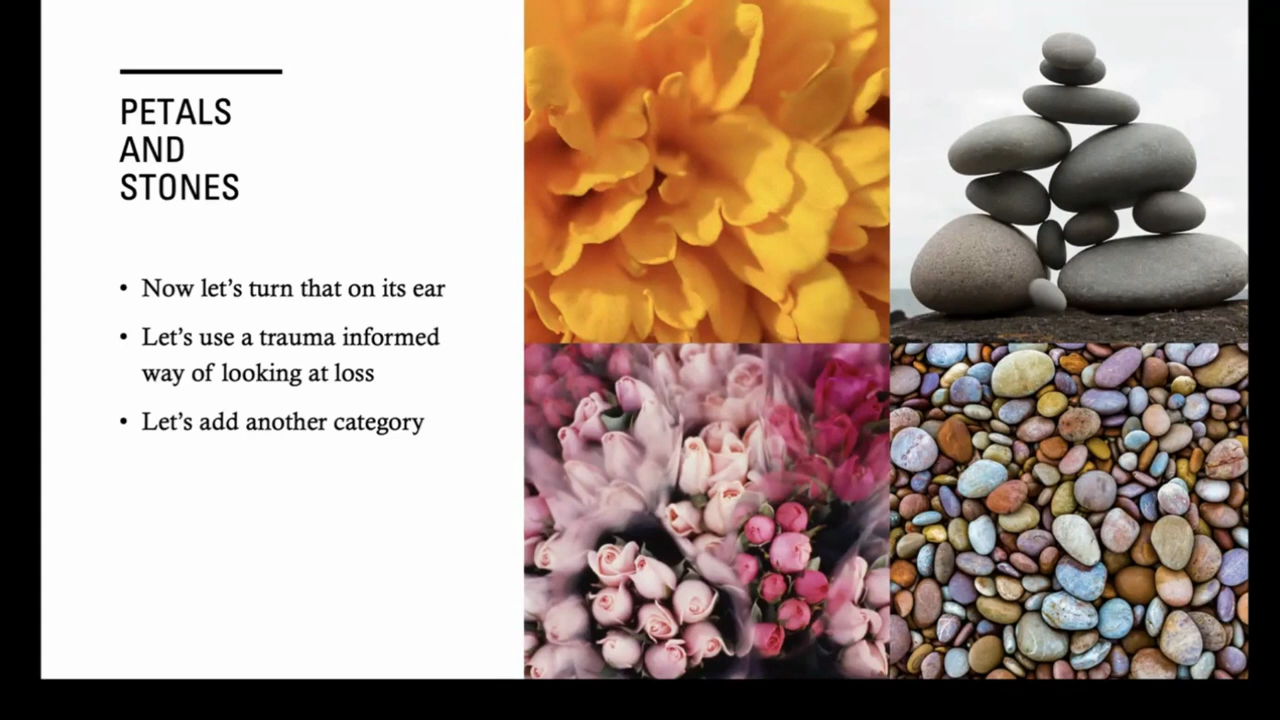 PETALS
AND
STONES
• Now let’s turn that on its ear
• Let’s use a trauma informed
way of looking at loss
• Let’s add another category